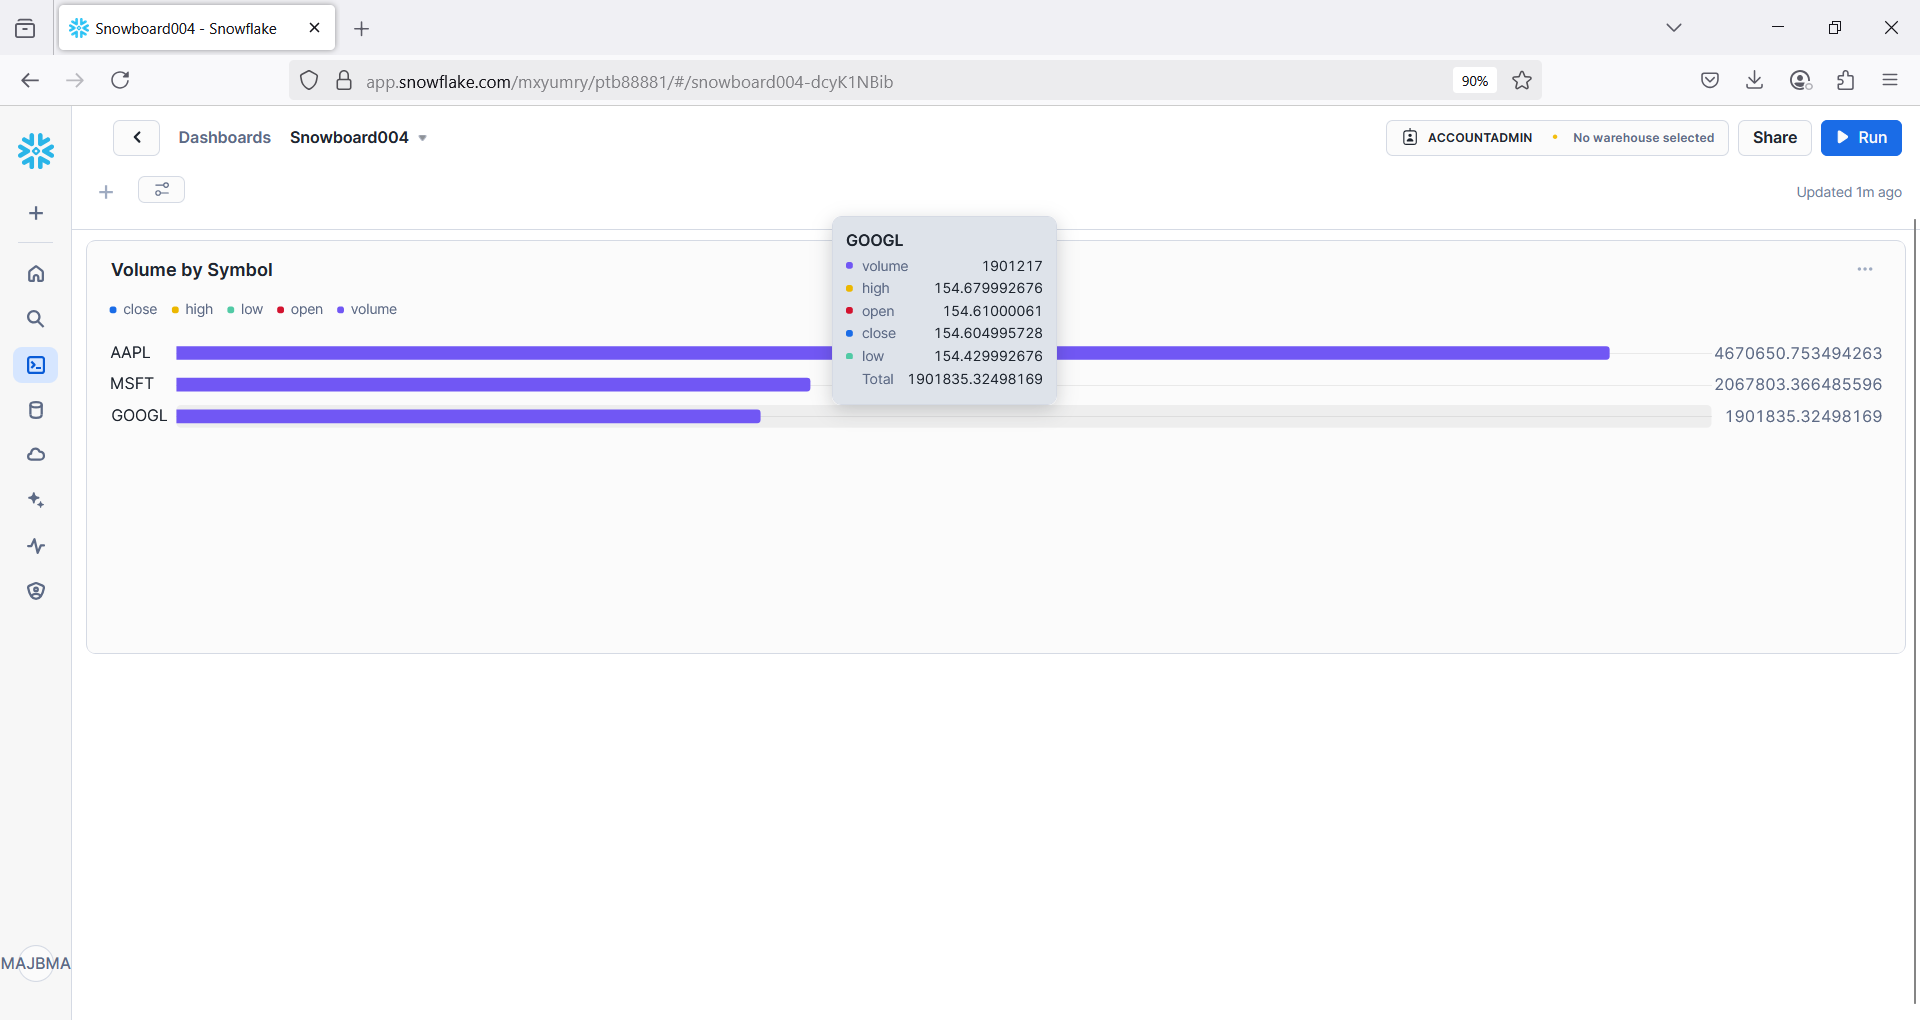 Snowboard004 - Snowflake
app.snowflake.com/mxyumry/ptb88881/#/snowboard004-dcyK1NBib
90%
Dashboards Snowboard004
ACCOUNTADMIN No warehouse selected
Share
Run
Updated 1m ago
Volume by Symbol
close high low open volume
AAPL 4670650.753494263
MSFT 2067803.366485596
GOOGL 1901835.32498169
GOOGL
volume 1901217
high 154.679992676
open 154.61000061
close 154.604995728
low 154.429992676
Total 1901835.32498169
MAJBMA